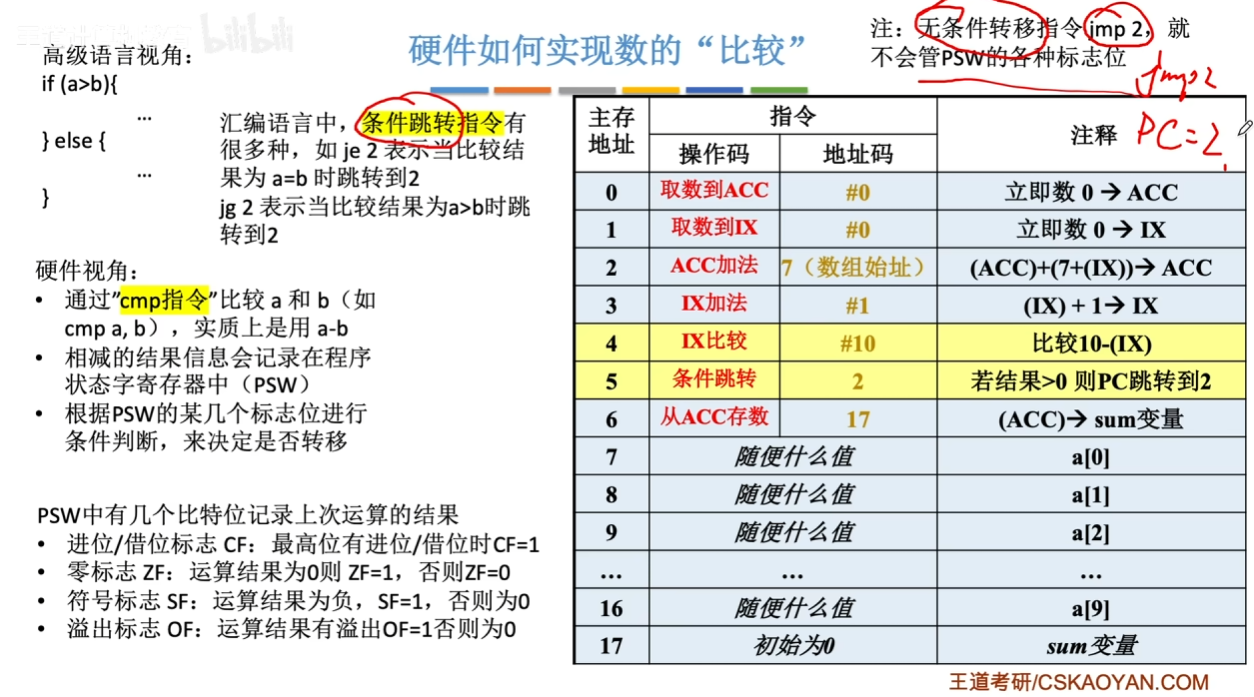 bilibili
高级语言视角：
if (a>b){
...
} else {
...
}
硬件如何实现数的“比较”
注：无条件转移指令 jmp 2，就
不会管PSW的各种标志位
jmp 2
PC=2
汇编语言中，条件跳转指令有
很多种，如 je 2 表示当比较结
果为 a=b 时跳转到2
jg 2 表示当比较结果为a>b时跳
转到2
硬件视角：
• 通过”cmp指令”比较 a 和 b（如
cmp a, b），实质上是用 a-b
• 相减的结果信息会记录在程序
状态字寄存器中（PSW）
• 根据PSW的某几个标志位进行
条件判断，来决定是否转移
PSW中有几个比特位记录上次运算的结果
• 进位/借位标志 CF：最高位有进位/借位时CF=1
• 零标志 ZF：运算结果为0则 ZF=1，否则ZF=0
• 符号标志 SF：运算结果为负，SF=1，否则为0
• 溢出标志 OF：运算结果有溢出OF=1否则为0
主存地址 指令 注释
操作码 地址码
0 取数到ACC #0 立即数 0 → ACC
1 取数到IX #0 立即数 0 → IX
2 ACC加法 7（数组始址） (ACC)+(7+(IX))→ ACC
3 IX加法 #1 (IX) + 1→ IX
4 IX比较 #10 比较10-(IX)
5 条件跳转 2 若结果>0 则PC跳转到2
6 从ACC存数 17 (ACC)→ sum变量
7 随便什么值 a[0]
8 随便什么值 a[1]
9 随便什么值 a[2]
... ... ...
16 随便什么值 a[9]
17 初始为0 sum变量
王道考研/CSKAOYAN.COM